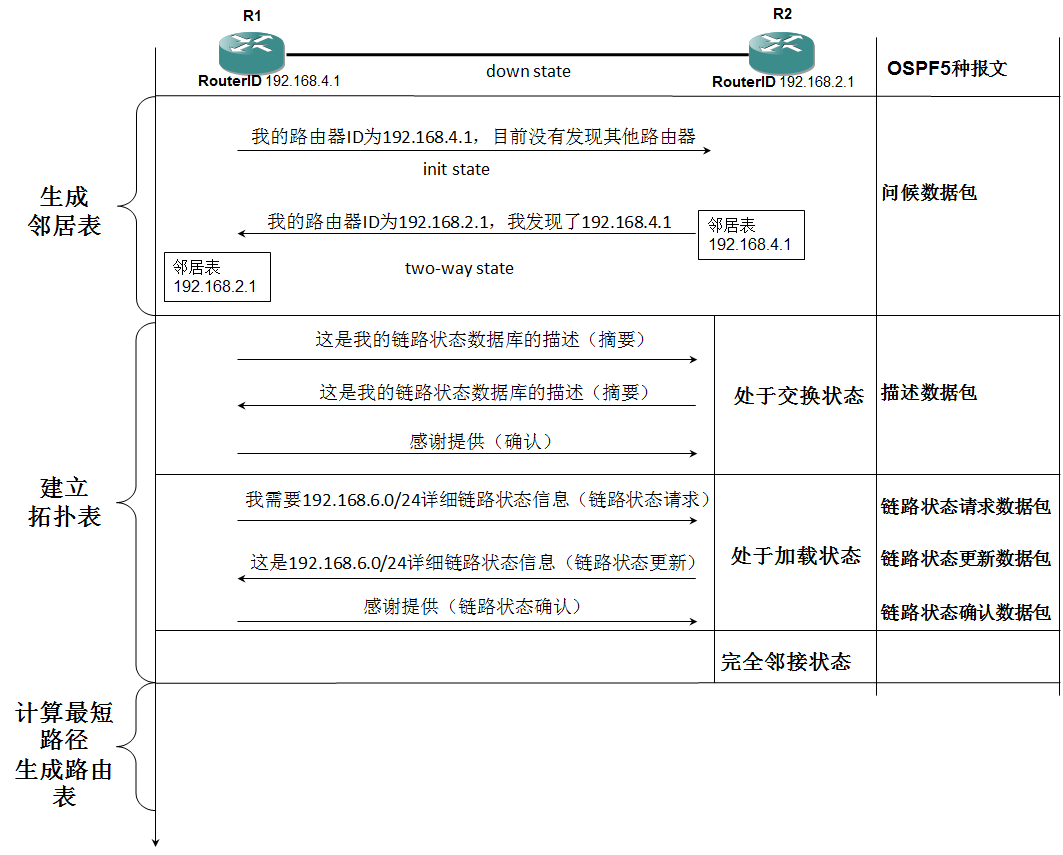 R1
R2
RouterID 192.168.4.1
down state
RouterID 192.168.2.1
OSPF5种报文
生成
邻居表
我的路由器ID为192.168.4.1，目前没有发现其他路由器
init state
问候数据包
我的路由器ID为192.168.2.1，我发现了192.168.4.1
邻居表
192.168.4.1
邻居表
192.168.2.1
two-way state
建立
拓扑表
这是我的链路状态数据库的描述（摘要）
这是我的链路状态数据库的描述（摘要）
感谢提供（确认）
处于交换状态
描述数据包
我需要192.168.6.0/24详细链路状态信息（链路状态请求）
这是192.168.6.0/24详细链路状态信息（链路状态更新）
感谢提供（链路状态确认）
处于加载状态
链路状态请求数据包
链路状态更新数据包
链路状态确认数据包
完全邻接状态
计算最短
路径
生成路由
表